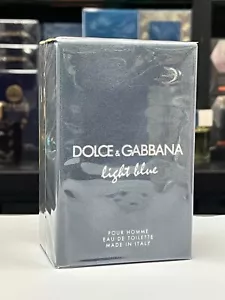 DOLCE & GABBANA
light blue
POUR HOMME
EAU DE TOILETTE
MADE IN ITALY